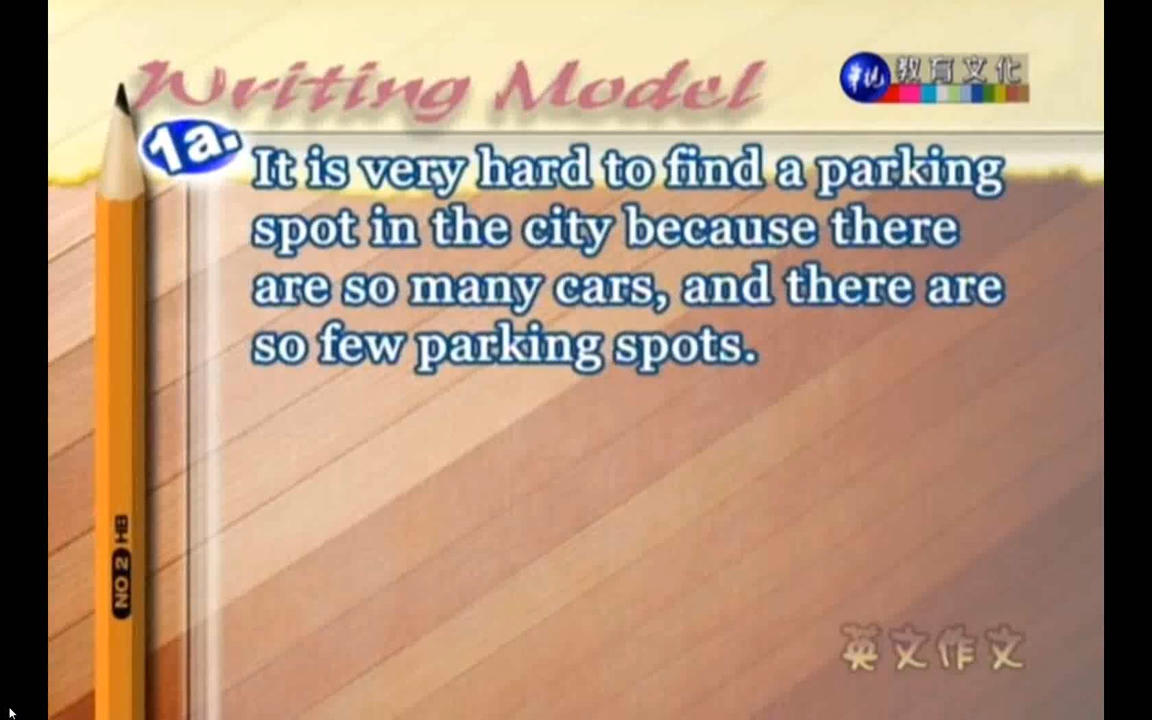 Writing Model
華視 教育文化
1a.
It is very hard to find a parking
spot in the city because there
are so many cars, and there are
so few parking spots.
NO 2 HB
英文作文